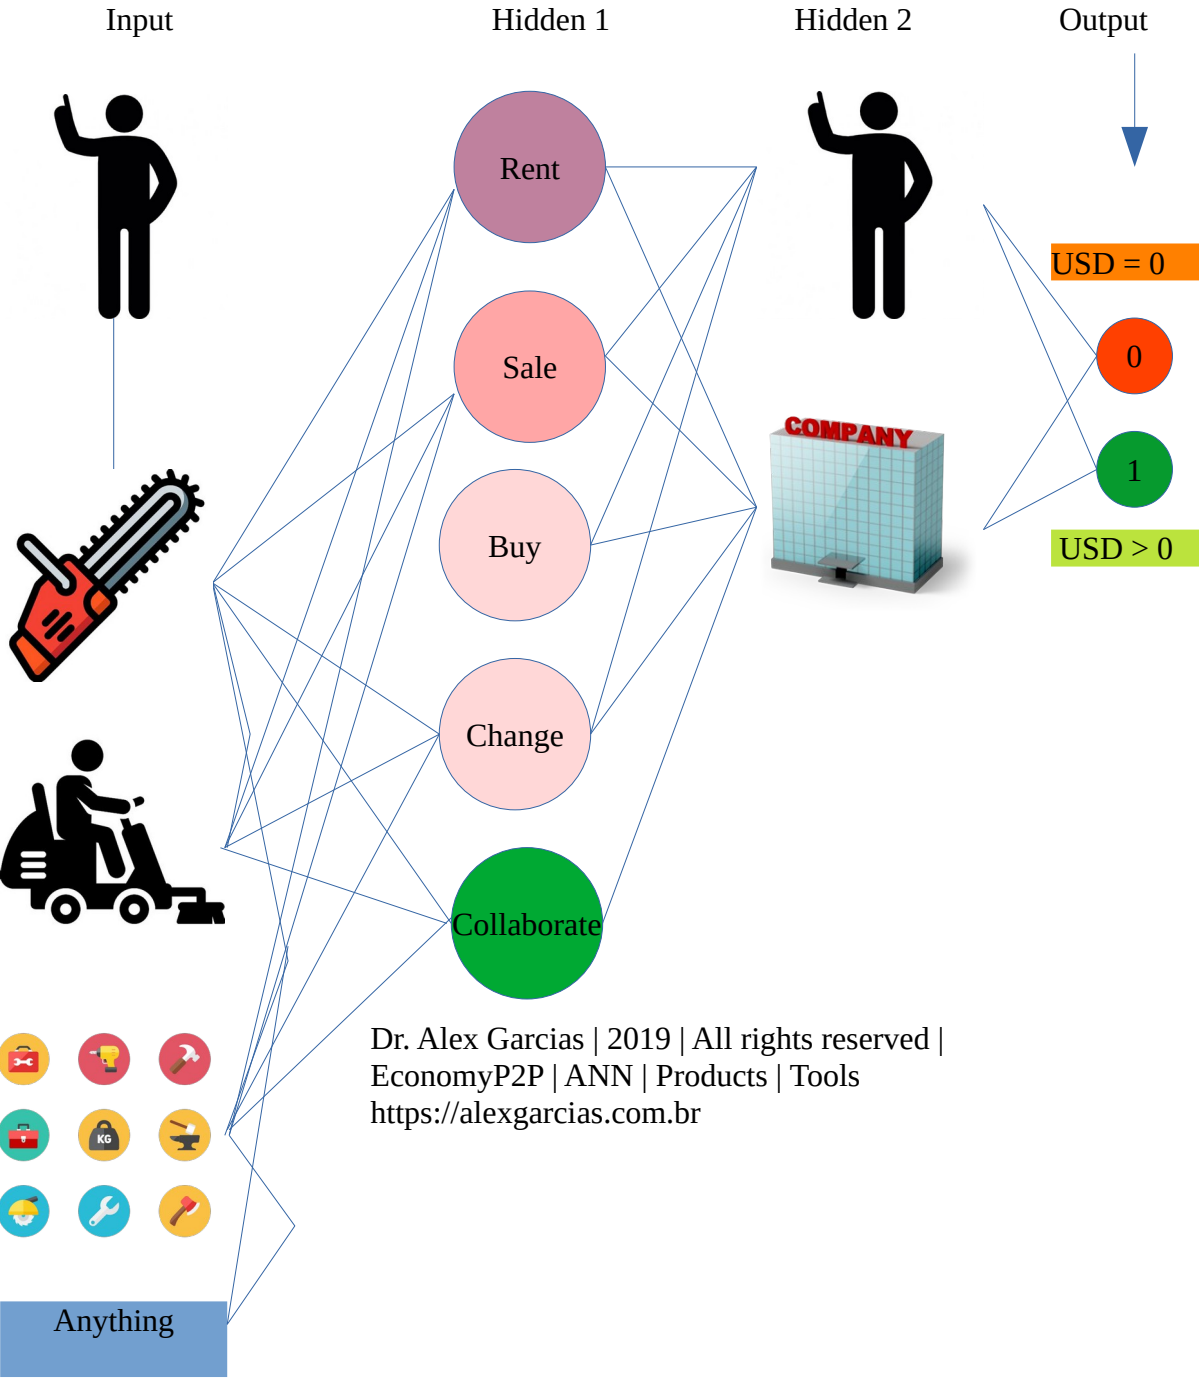 Input
Hidden 1
Hidden 2
Output
Rent
Sale
Buy
Change
Collaborate
COMPANY
USD = 0
0
1
USD > 0
KG
Anything
Dr. Alex Garcias | 2019 | All rights reserved |
EconomyP2P | ANN | Products | Tools
https://alexgarcias.com.br